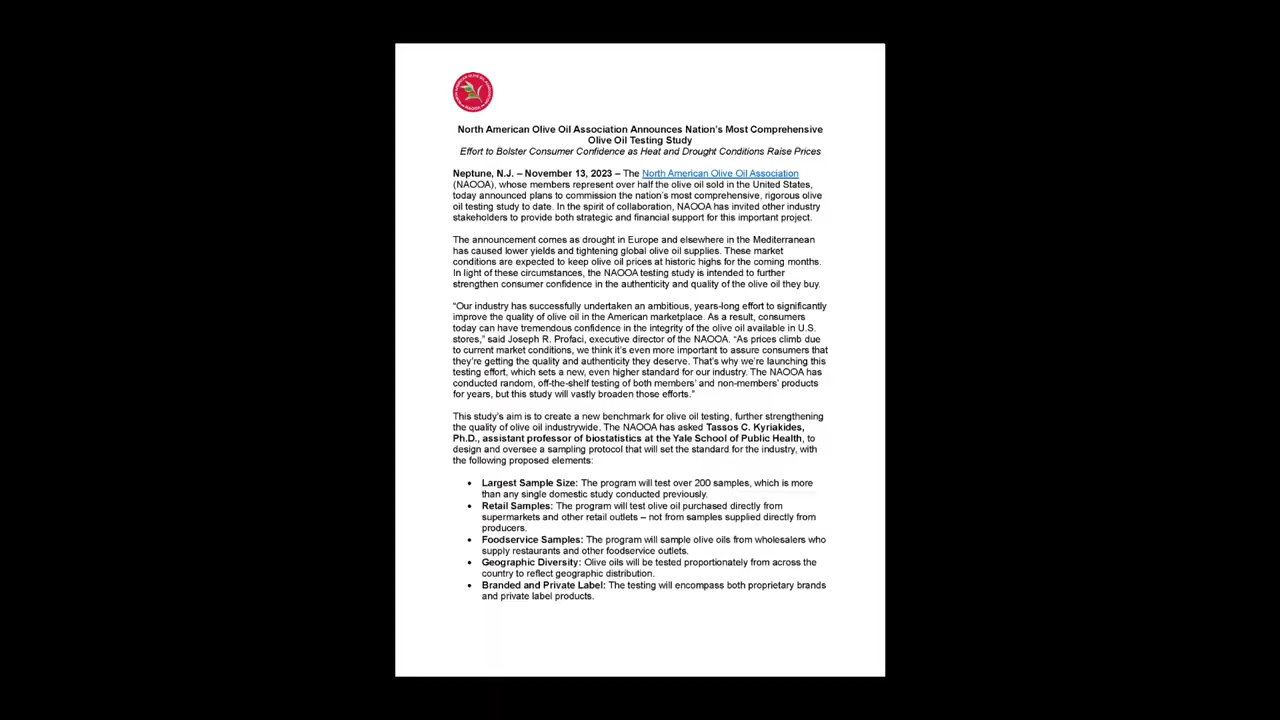 North American Olive Oil Association Announces Nation's Most Comprehensive
Olive Oil Testing Study
Effort to Bolster Consumer Confidence as Heat and Drought Conditions Raise Prices
Neptune, N.J. – November 13, 2023 – The North American Olive Oil Association
(NAOOA), whose members represent over half the olive oil sold in the United States,
today announced plans to commission the nation's most comprehensive, rigorous olive
oil testing study to date. In the spirit of collaboration, NAOOA has invited other industry
stakeholders to provide both strategic and financial support for this important project.
The announcement comes as drought in Europe and elsewhere in the Mediterranean
has caused lower yields and tightening global olive oil supplies. These market
conditions are expected to keep olive oil prices at historic highs for the coming months.
In light of these circumstances, the NAOOA testing study is intended to further
strengthen consumer confidence in the authenticity and quality of the olive oil they buy.
“Our industry has successfully undertaken an ambitious, years-long effort to significantly
improve the quality of olive oil in the American marketplace. As a result, consumers
today can have tremendous confidence in the integrity of the olive oil available in U.S.
stores,” said Joseph R. Profaci, executive director of the NAOOA. “As prices climb due
to current market conditions, we think it's even more important to assure consumers that
they're getting the quality and authenticity they deserve. That's why we're launching this
testing effort, which sets a new, even higher standard for our industry. The NAOOA has
conducted random, off-the-shelf testing of both members' and non-members' products
for years, but this study will vastly broaden those efforts.”
This study's aim is to create a new benchmark for olive oil testing, further strengthening
the quality of olive oil industrywide. The NAOOA has asked Tassos C. Kyriakides,
Ph.D., assistant professor of biostatistics at the Yale School of Public Health, to
design and oversee a sampling protocol that will set the standard for the industry, with
the following proposed elements:
• Largest Sample Size: The program will test over 200 samples, which is more
than any single domestic study conducted previously.
• Retail Samples: The program will test olive oil purchased directly from
supermarkets and other retail outlets – not from samples supplied directly from
producers.
• Foodservice Samples: The program will sample olive oils from wholesalers who
supply restaurants and other foodservice outlets.
• Geographic Diversity: Olive oils will be tested proportionately from across the
country to reflect geographic distribution.
• Branded and Private Label: The testing will encompass both proprietary brands
and private label products.